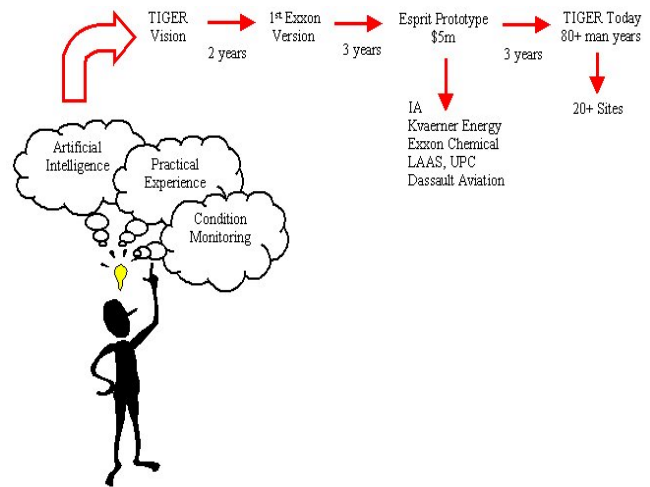 TIGER
Vision
2 years
1st Exxon
Version
3 years
Esprit Prototype
$5m
3 years
TIGER Today
80+ man years
IA
Kvaerner Energy
Exxon Chemical
LAAS, UPC
Dassault Aviation
20+ Sites
Artificial
Intelligence
Practical
Experience
Condition
Monitoring